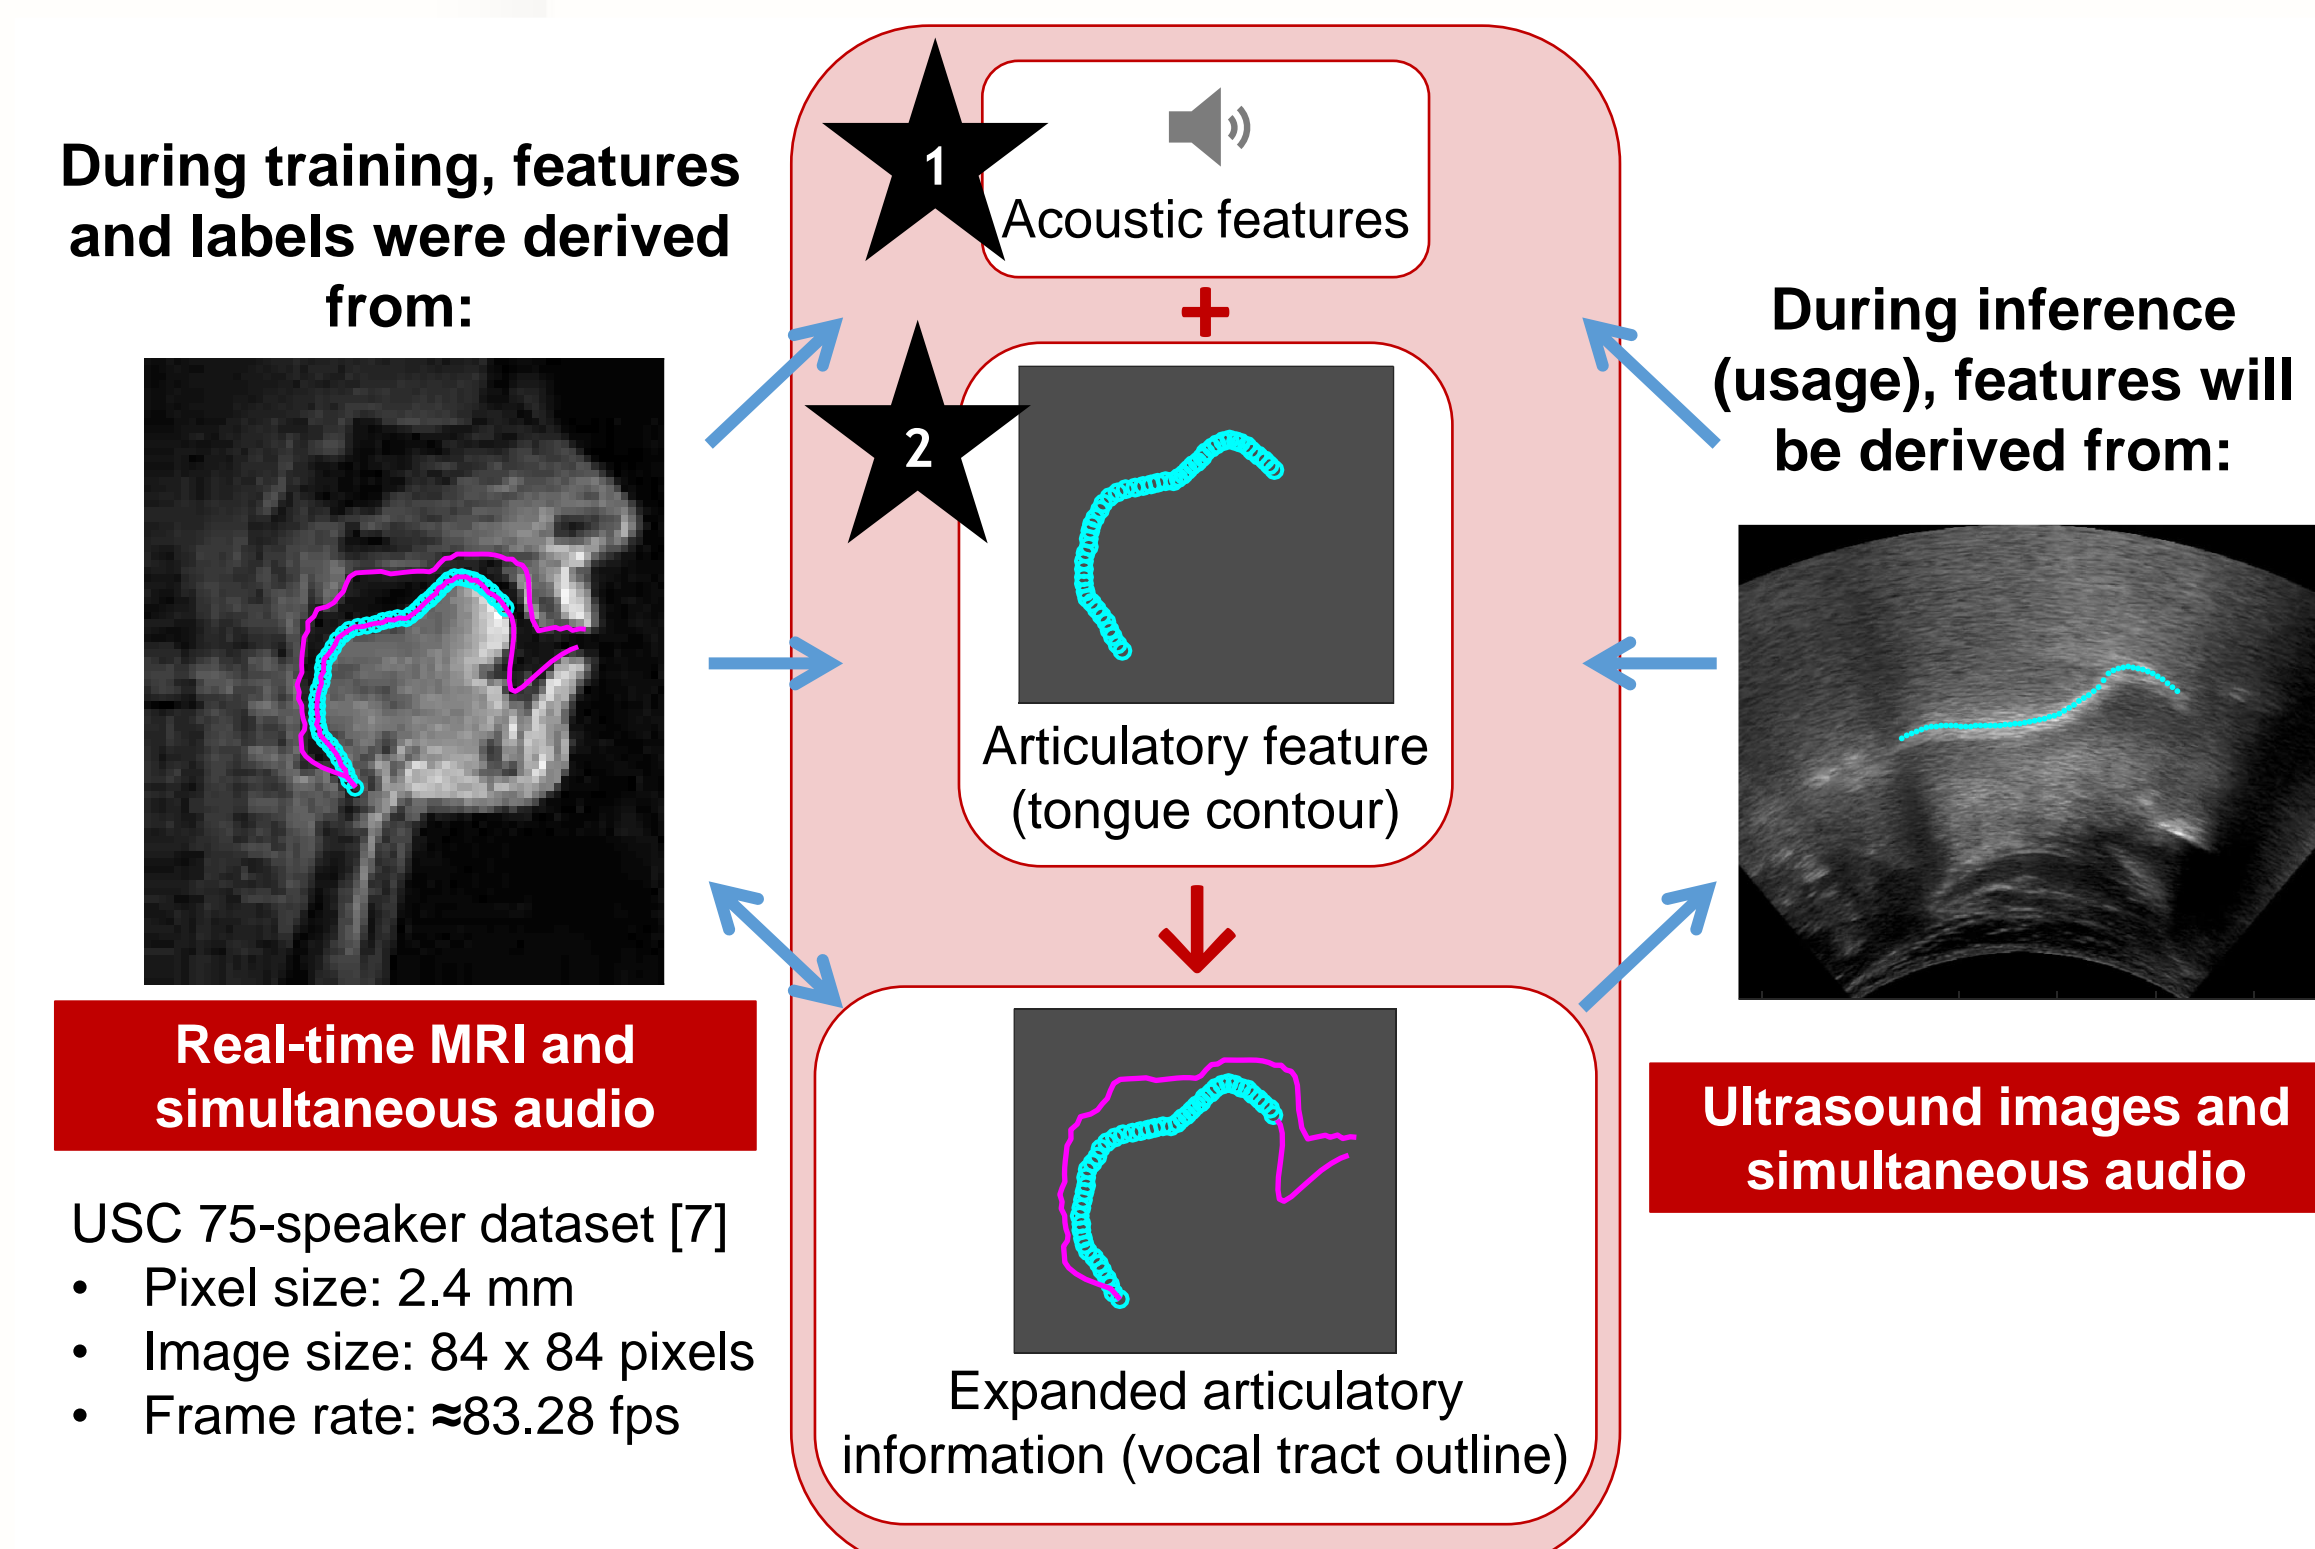 During training, features
and labels were derived
from:
Real-time MRI and
simultaneous audio
USC 75-speaker dataset [7]
• Pixel size: 2.4 mm
• Image size: 84 x 84 pixels
• Frame rate: ≈83.28 fps
1
Acoustic features
+
2
Articulatory feature
(tongue contour)
Expanded articulatory
information (vocal tract outline)
During inference
(usage), features will
be derived from:
Ultrasound images and
simultaneous audio